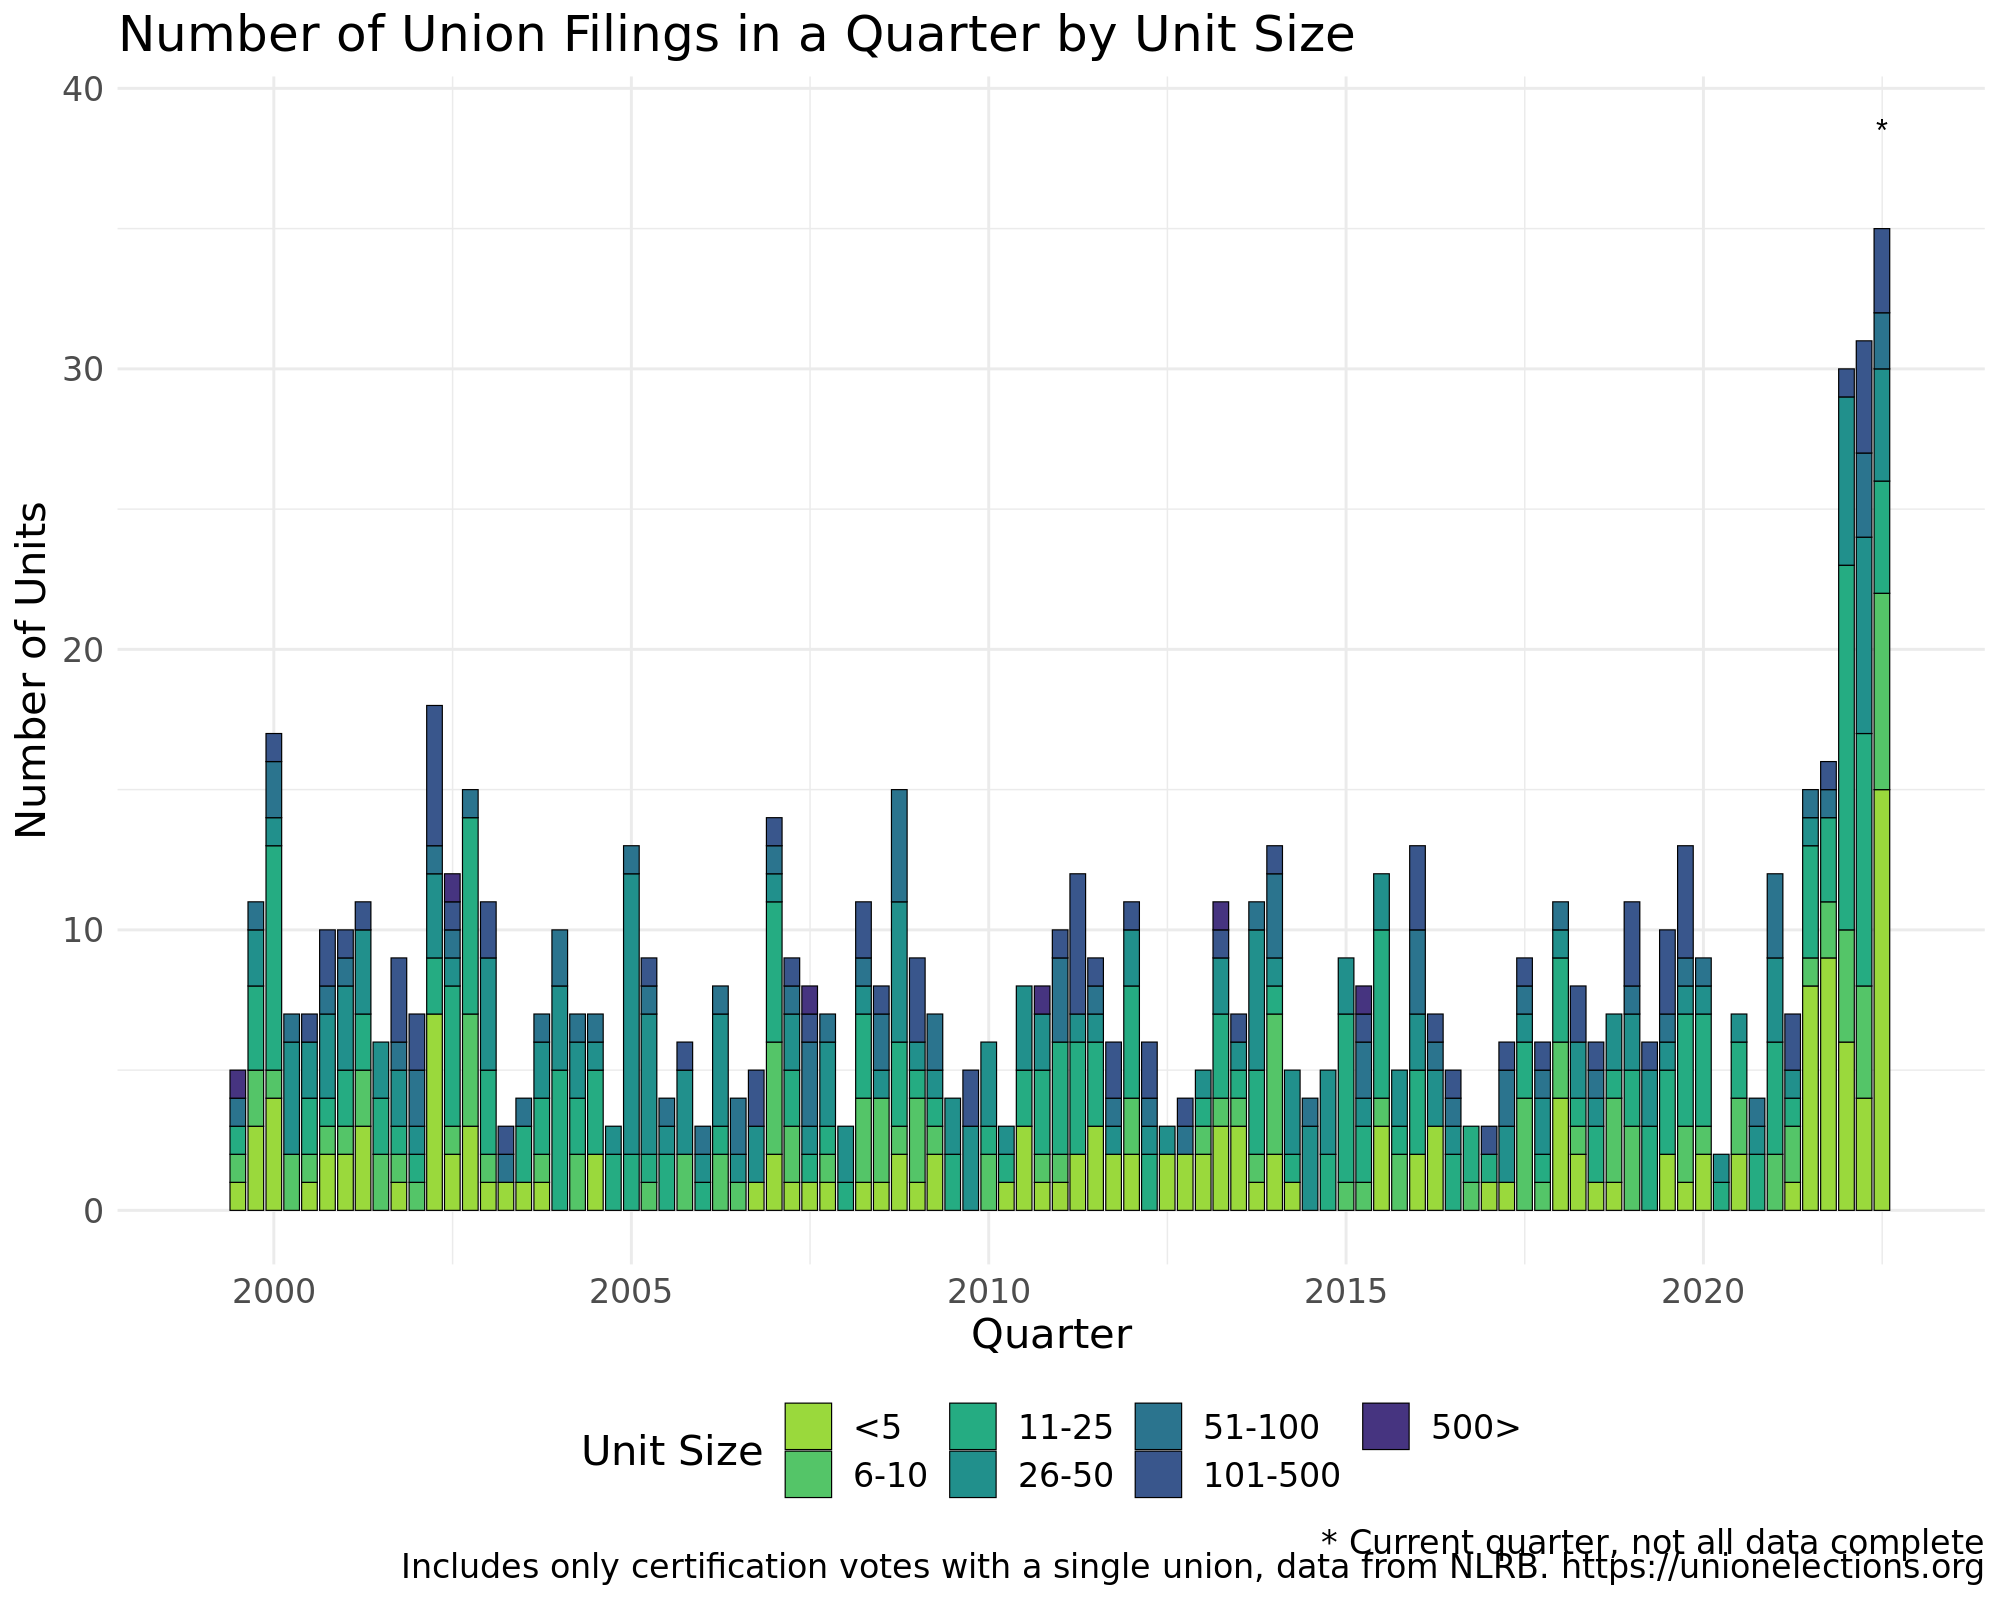 Number of Union Filings in a Quarter by Unit Size
40
*
30
20
10
0
Number of Units
2000 2005 2010 2015 2020
Quarter
Unit Size
<5 11-25 51-100 500>
6-10 26-50 101-500
* Current quarter, not all data complete
Includes only certification votes with a single union, data from NLRB. https://unionelections.org